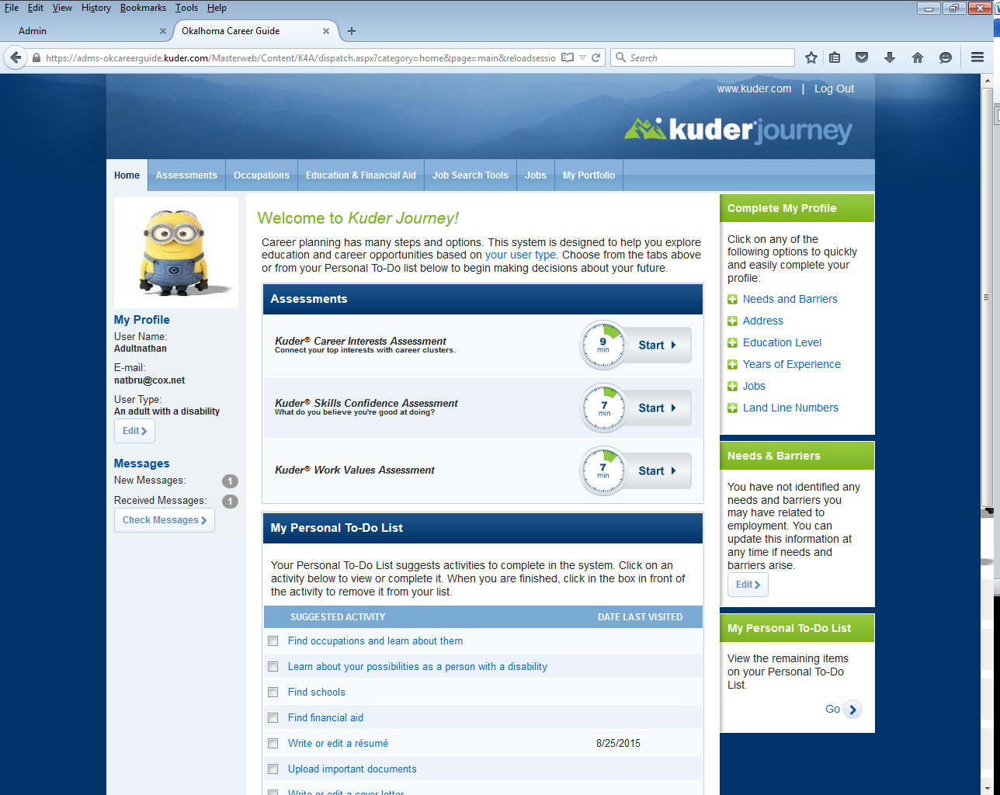 File Edit View History Bookmarks Tools Help
Admin
Okalhoma Career Guide
https://adms-okcareerguide.kuder.com/Masterweb/Content/K4A/dispatch.aspx?category=home&page=main&reloadsessio
Search
www.kuder.com | Log Out
kuder® journey
Home
Assessments
Occupations
Education & Financial Aid
Job Search Tools
Jobs
My Portfolio
My Profile
User Name:
Adultnathan
E-mail:
natbru@cox.net
User Type:
An adult with a disability
Edit
Messages
New Messages: 1
Received Messages: 1
Check Messages
Welcome to Kuder Journey!
Career planning has many steps and options. This system is designed to help you explore
education and career opportunities based on your user type. Choose from the tabs above
or from your Personal To-Do list below to begin making decisions about your future.
Assessments
Kuder® Career Interests Assessment
Connect your top interests with career clusters.
9
min
Start
Kuder® Skills Confidence Assessment
What do you believe you're good at doing?
7
min
Start
Kuder® Work Values Assessment
7
min
Start
My Personal To-Do List
Your Personal To-Do List suggests activities to complete in the system. Click on an
activity below to view or complete it. When you are finished, click in the box in front of
the activity to remove it from your list.
SUGGESTED ACTIVITY DATE LAST VISITED
Find occupations and learn about them
Learn about your possibilities as a person with a disability
Find schools
Find financial aid
Write or edit a résumé 8/25/2015
Upload important documents
Write or edit a cover letter
Complete My Profile
Click on any of the
following options to quickly
and easily complete your
profile:
Needs and Barriers
Address
Education Level
Years of Experience
Jobs
Land Line Numbers
Needs & Barriers
You have not identified any
needs and barriers you
may have related to
employment. You can
update this information at
any time if needs and
barriers arise.
Edit
My Personal To-Do List
View the remaining items
on your Personal To-Do
List.
Go